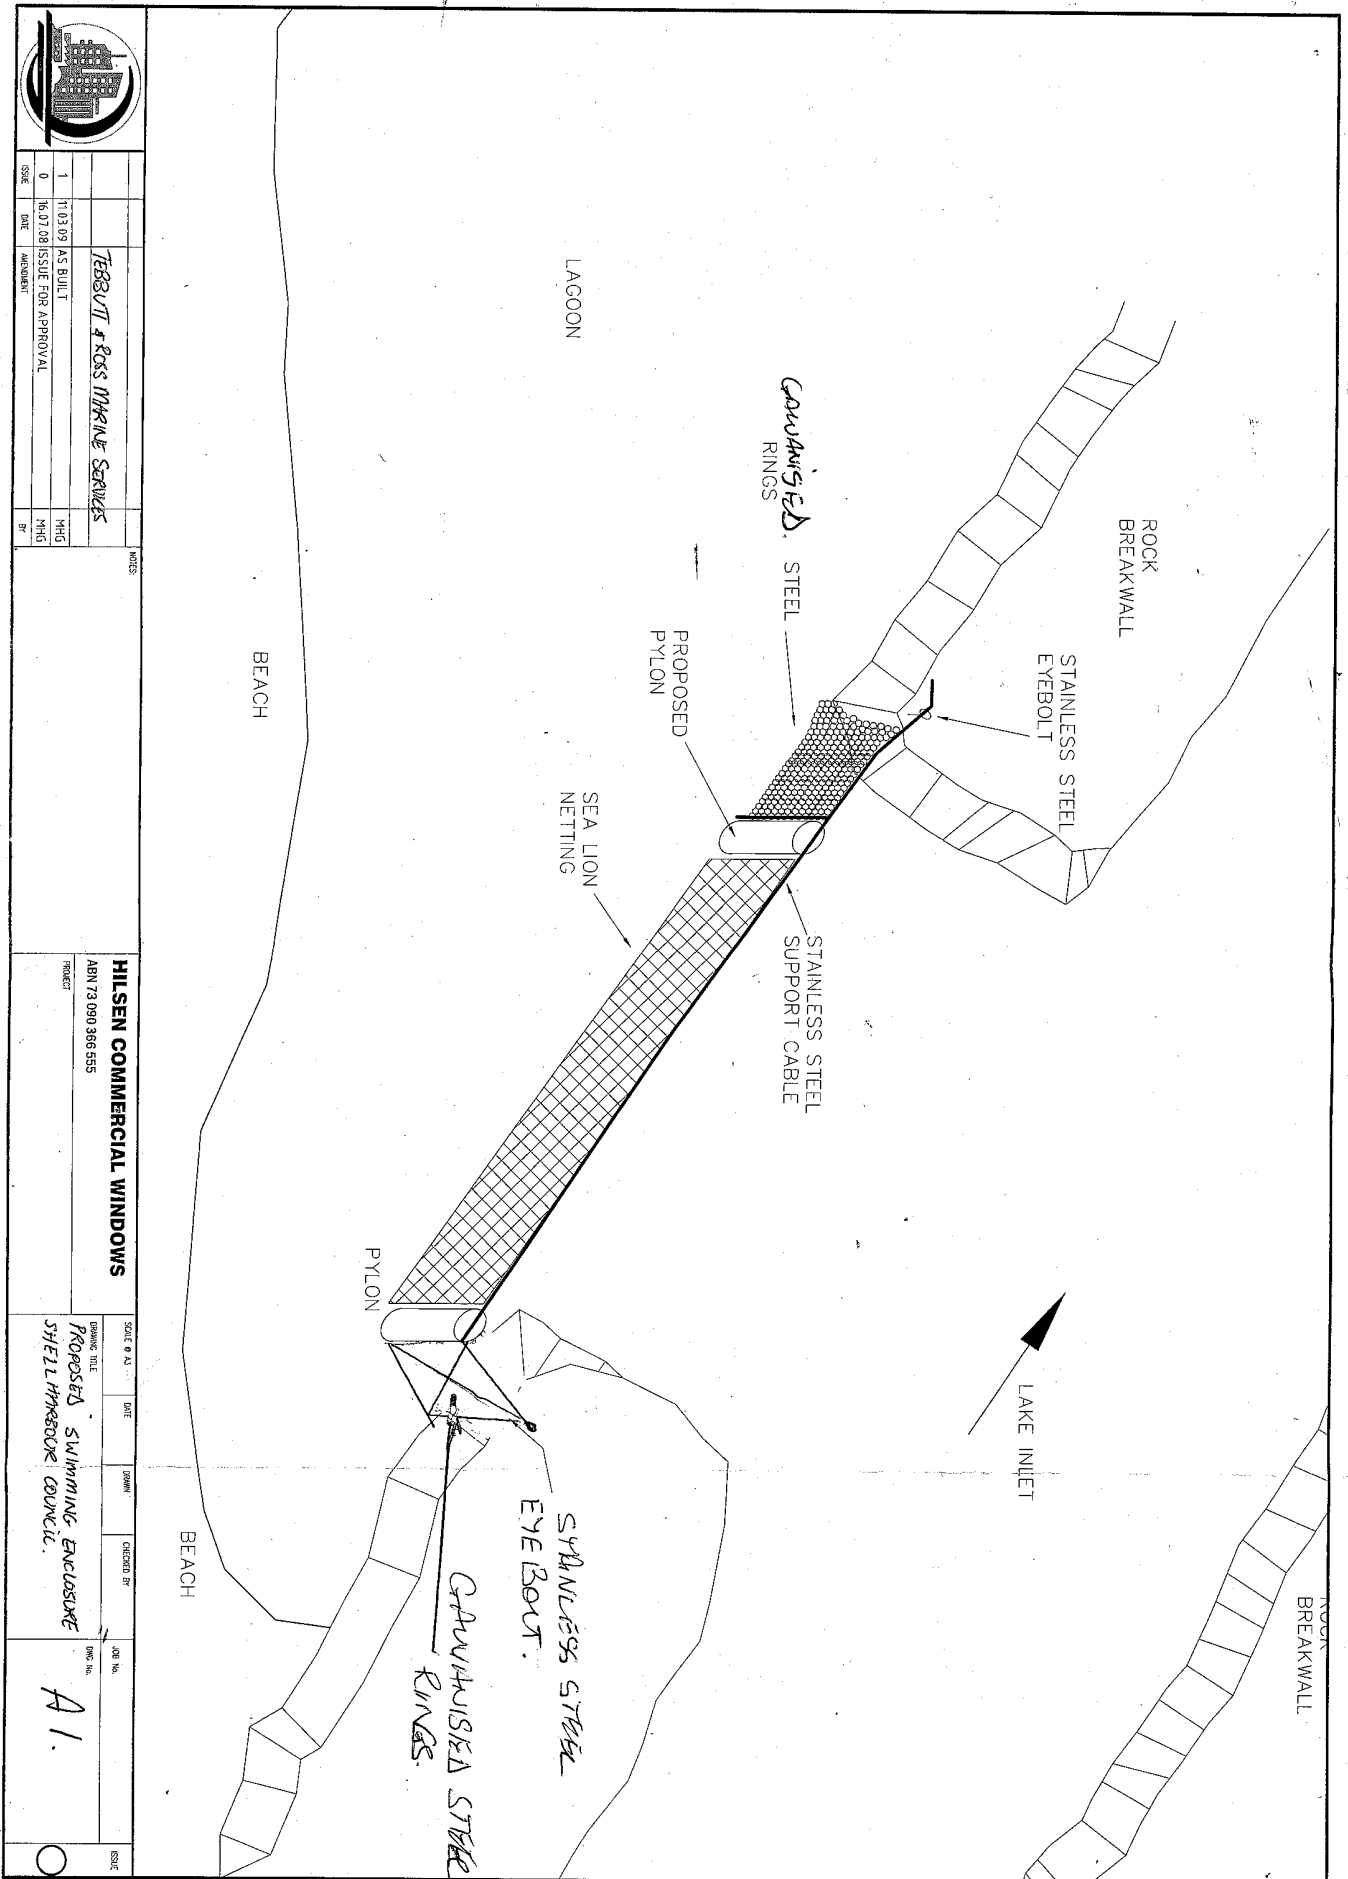 ROCK
BREAKWALL
STAINLESS STEEL
EYEBOLT
LAGOON
GALVANISED STEEL
RINGS
PROPOSED
PYLON
SEA LION
NETTING
STAINLESS STEEL
SUPPORT CABLE
LAKE INLET
ROCK
BREAKWALL
BEACH
PYLON
STAINLESS STEEL
EYE BOLT.
GALVANISED STEEL
RINGS.
BEACH
TEBBUTT & ROSS MARINE SERVICES
1 11.03.09 AS BUILT MHG
0 16.07.08 ISSUE FOR APPROVAL MHG
ISSUE DATE AMENDMENT BY
NOTES:
HILSEN COMMERCIAL WINDOWS
ABN 73 090 366 555
PROJECT
SCALE @ A3 DATE DRAWN CHECKED BY JOB No. ISSUE
DRAWING TITLE
PROPOSED SWIMMING ENCLOSURE
SHELLHARBOUR COUNCIL.
DWG No.
A1.